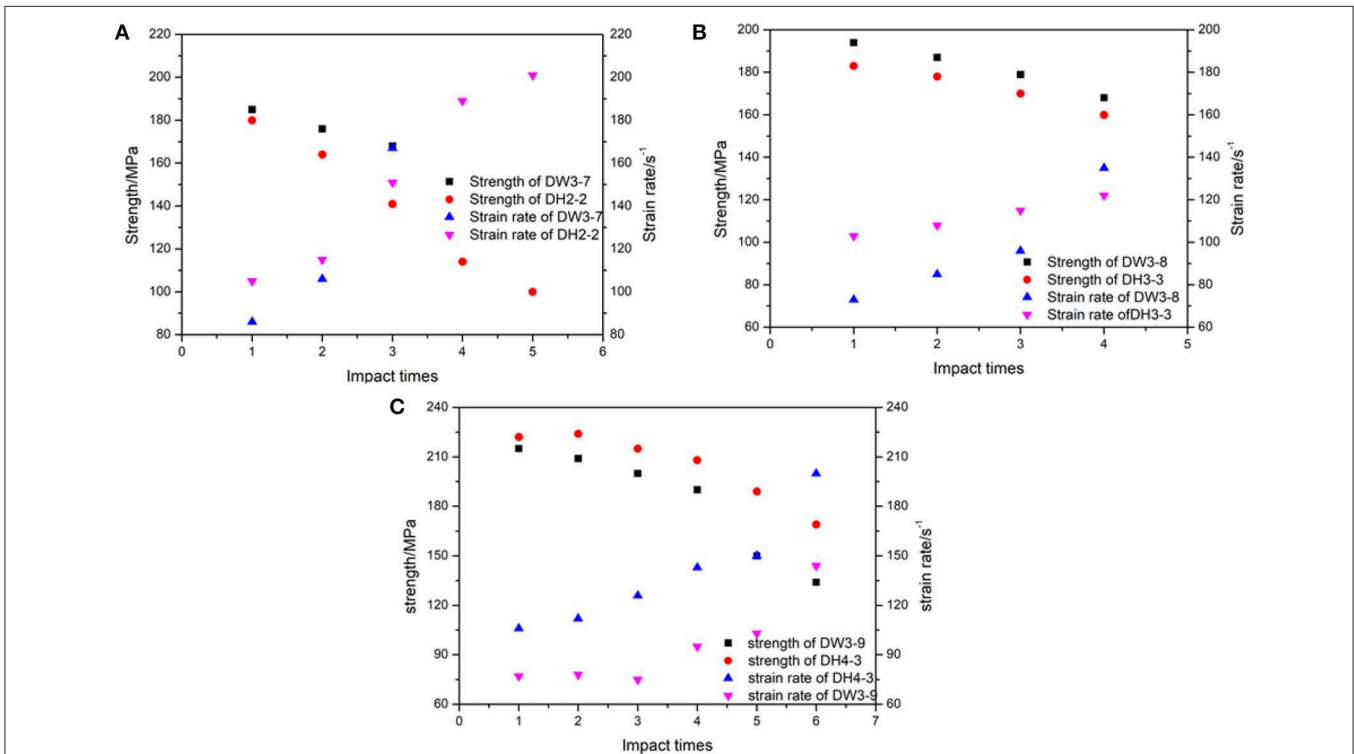 A
220
200
180
160
140
120
100
80
Strength/MPa
220
200
180
160
140
120
100
80
Strain rate/s⁻¹
Strength of DW3-7
Strength of DH2-2
Strain rate of DW3-7
Strain rate of DH2-2
0 1 2 3 4 5 6
Impact times
B
200
180
160
140
120
100
80
60
Strength/MPa
200
180
160
140
120
100
80
60
Strain rate/s⁻¹
Strength of DW3-8
Strength of DH3-3
Strain rate of DW3-8
Strain rate ofDH3-3
0 1 2 3 4 5
Impact times
C
240
210
180
150
120
90
60
strength/MPa
240
210
180
150
120
90
60
strain rate/s⁻¹
strength of DW3-9
strength of DH4-3
strain rate of DH4-3
strain rate of DW3-9
0 1 2 3 4 5 6 7
Impact times